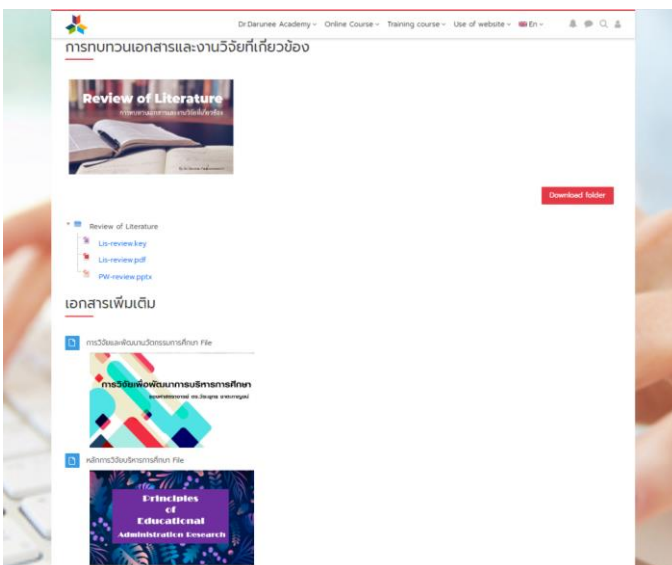 Dr.Darunee Academy Online Course Training course Use of website En
การทบทวนเอกสารและงานวิจัยที่เกี่ยวข้อง
Review of Literature
การทบทวนเอกสารและงานวิจัยที่เกี่ยวข้อง
Download folder
Review of Literature
Lis-review.key
Lis-review.pdf
PW-review.pptx
เอกสารเพิ่มเติม
การวิจัยและพัฒนานวัตกรรมการศึกษา File
การวิจัยเพื่อพัฒนาการบริหารการศึกษา
หลักการวิจัยบริหารการศึกษา File
Principles
of
Educational
Administration Research